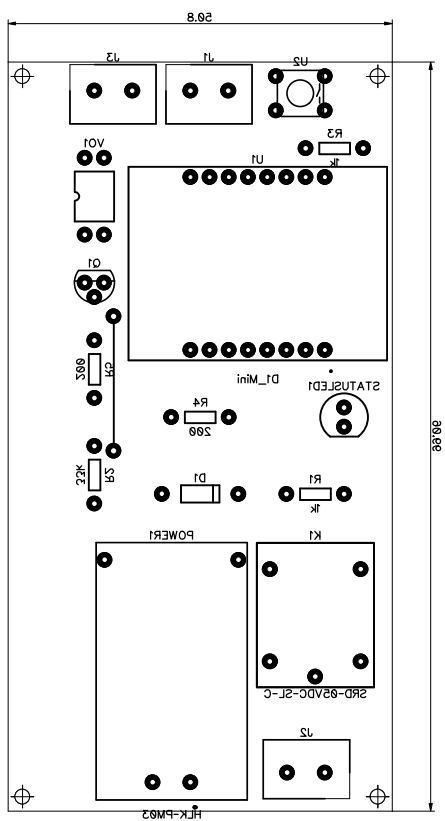 50.8
J3
J1
U2
R3
1k
VO1
U1
Q1
D1_Mini
200
R5
STATUSLED1
R4
200
99.06
33k
R2
D1
R1
1k
POWER1
K1
SRD-05VDC-SL-C
J2
HLK-PM03